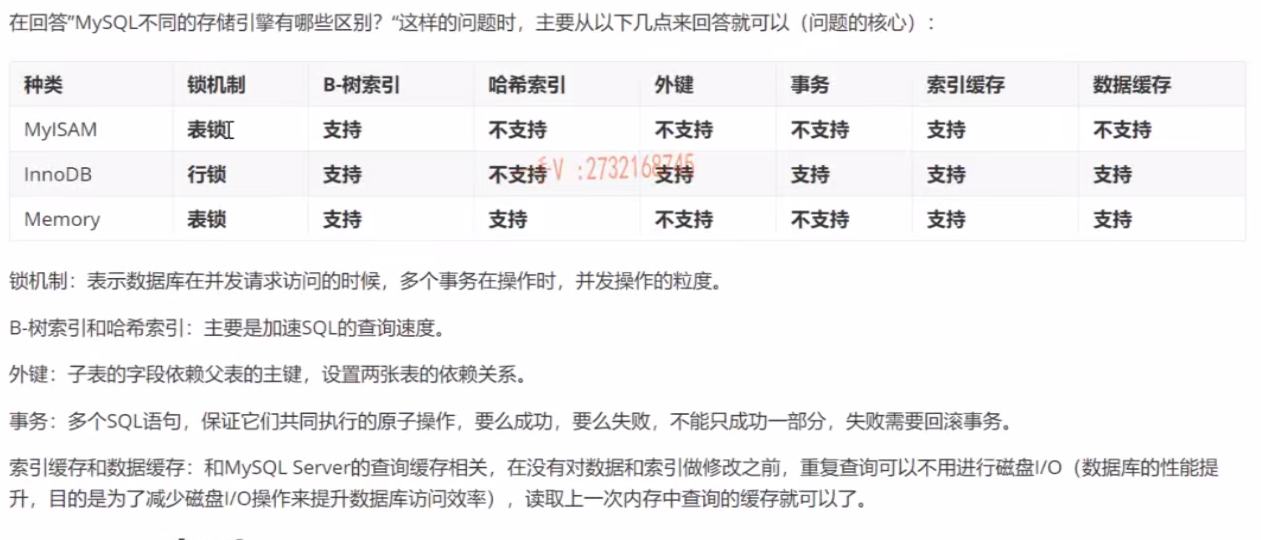 在回答”MySQL不同的存储引擎有哪些区别？“这样的问题时，主要从以下几点来回答就可以（问题的核心）：
种类 锁机制 B-树索引 哈希索引 外键 事务 索引缓存 数据缓存
MyISAM 表锁 支持 不支持 不支持 不支持 支持 不支持
InnoDB 行锁 支持 不支持 支持 支持 支持 支持
Memory 表锁 支持 支持 不支持 不支持 支持 支持
V :2732168745
锁机制：表示数据库在并发请求访问的时候，多个事务在操作时，并发操作的粒度。
B-树索引和哈希索引：主要是加速SQL的查询速度。
外键：子表的字段依赖父表的主键，设置两张表的依赖关系。
事务：多个SQL语句，保证它们共同执行的原子操作，要么成功，要么失败，不能只成功一部分，失败需要回滚事务。
索引缓存和数据缓存：和MySQL Server的查询缓存相关，在没有对数据和索引做修改之前，重复查询可以不用进行磁盘I/O（数据库的性能提
升，目的是为了减少磁盘I/O操作来提升数据库访问效率），读取上一次内存中查询的缓存就可以了。